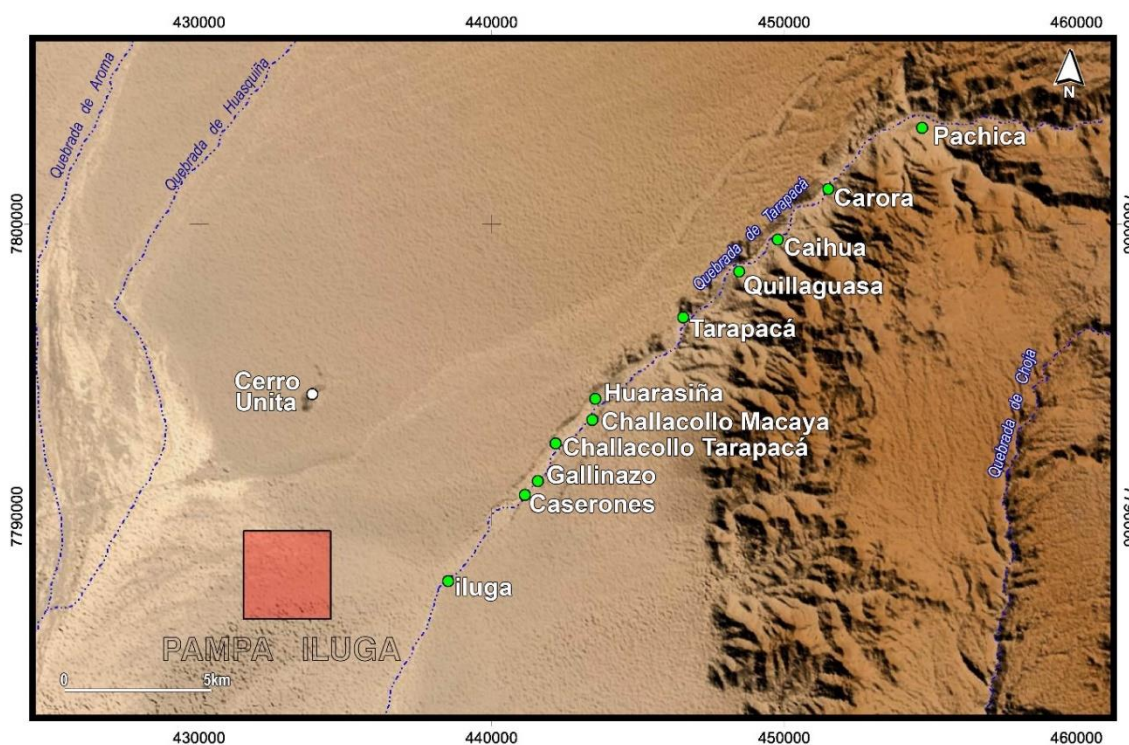 430000
440000
450000
460000
Quebrada de Aroma
Quebrada de Huasquiña
N
Pachica
Carora
7800000
7800000
Quebrada de Tarapacá
Caihua
Quillaguasa
Tarapacá
Quebrada de Choja
Cerro
Unita
Huarasiña
Challacollo Macaya
Challacollo Tarapacá
Gallinazo
Caserones
7790000
7790000
iluga
PAMPA ILUGA
0
5km
430000
440000
450000
460000